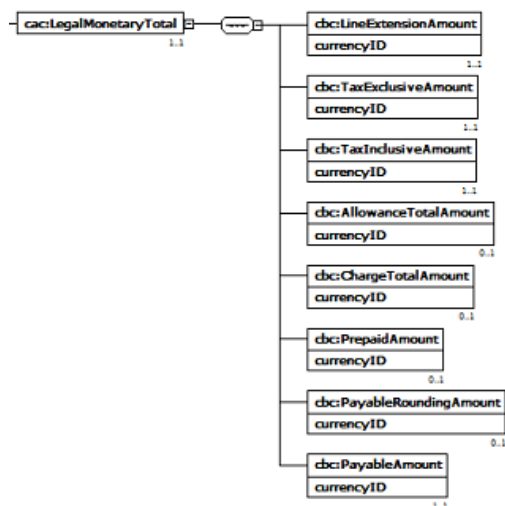 cac:LegalMonetaryTotal
1..1
cbc:LineExtensionAmount
currencyID
1..1
cbc:TaxExclusiveAmount
currencyID
1..1
cbc:TaxInclusiveAmount
currencyID
1..1
cbc:AllowanceTotalAmount
currencyID
0..1
cbc:ChargeTotalAmount
currencyID
0..1
cbc:PrepaidAmount
currencyID
0..1
cbc:PayableRoundingAmount
currencyID
0..1
cbc:PayableAmount
currencyID